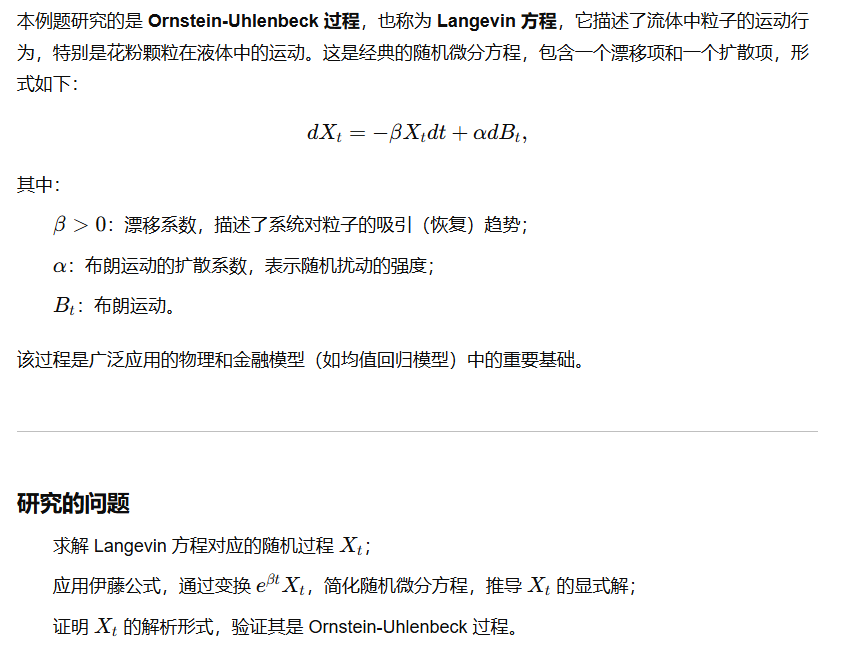 本例题研究的是 Ornstein-Uhlenbeck 过程，也称为 Langevin 方程，它描述了流体中粒子的运动行
为，特别是花粉颗粒在液体中的运动。这是经典的随机微分方程，包含一个漂移项和一个扩散项，形
式如下：
$dX_t = -\beta X_t dt + \alpha dB_t,$
其中：
$\beta > 0$：漂移系数，描述了系统对粒子的吸引（恢复）趋势；
$\alpha$：布朗运动的扩散系数，表示随机扰动的强度；
$B_t$：布朗运动。
该过程是广泛应用的物理和金融模型（如均值回归模型）中的重要基础。
研究的问题
求解 Langevin 方程对应的随机过程 $X_t$；
应用伊藤公式，通过变换 $e^{\beta t} X_t$，简化随机微分方程，推导 $X_t$ 的显式解；
证明 $X_t$ 的解析形式，验证其是 Ornstein-Uhlenbeck 过程。